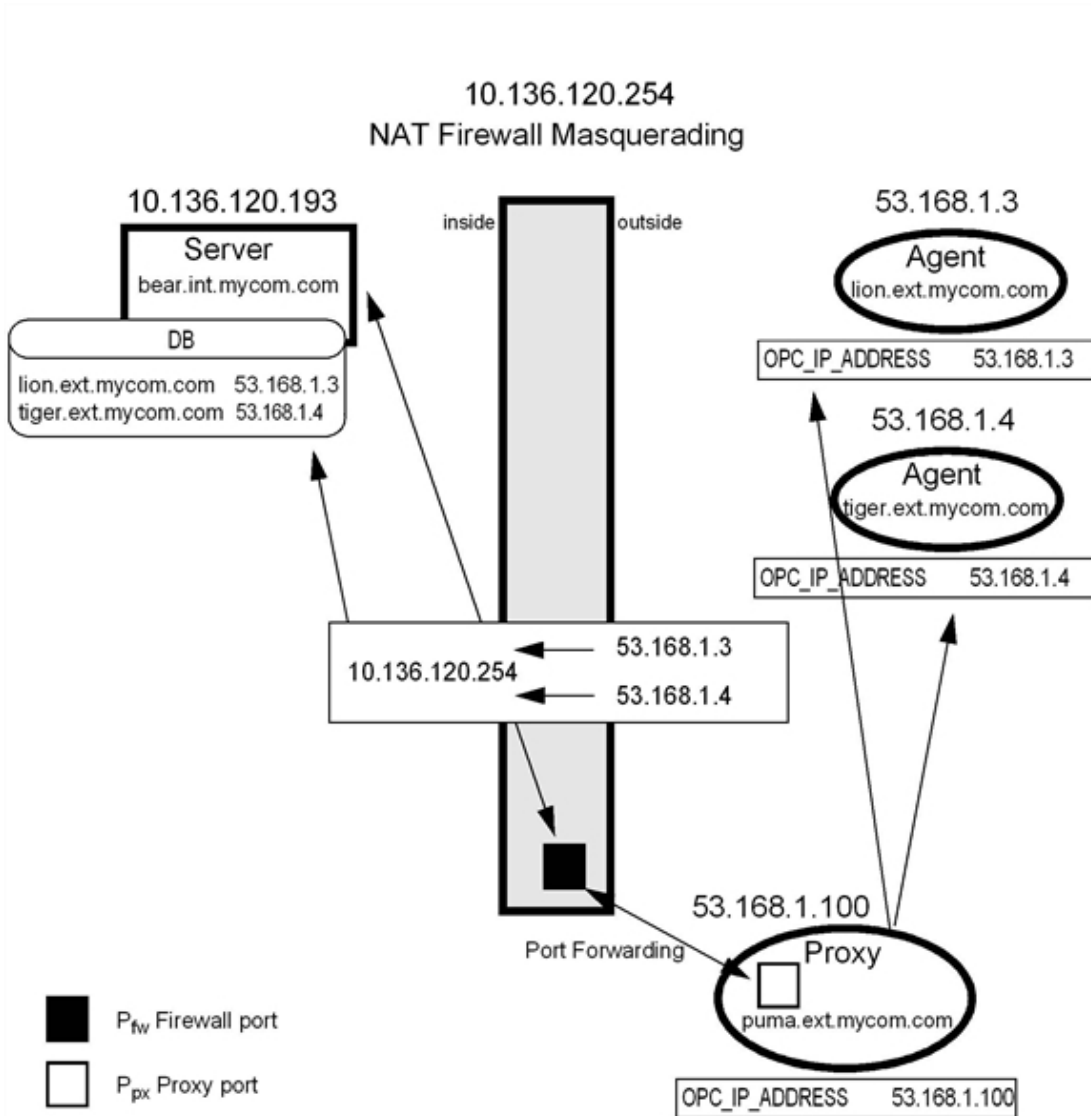 10.136.120.254
NAT Firewall Masquerading
10.136.120.193
Server
bear.int.mycom.com
DB
lion.ext.mycom.com 53.168.1.3
tiger.ext.mycom.com 53.168.1.4
inside
outside
53.168.1.3
Agent
lion.ext.mycom.com
OPC_IP_ADDRESS 53.168.1.3
53.168.1.4
Agent
tiger.ext.mycom.com
OPC_IP_ADDRESS 53.168.1.4
10.136.120.254
53.168.1.3
53.168.1.4
Port Forwarding
53.168.1.100
Proxy
puma.ext.mycom.com
OPC_IP_ADDRESS 53.168.1.100
Pfw Firewall port
Ppx Proxy port